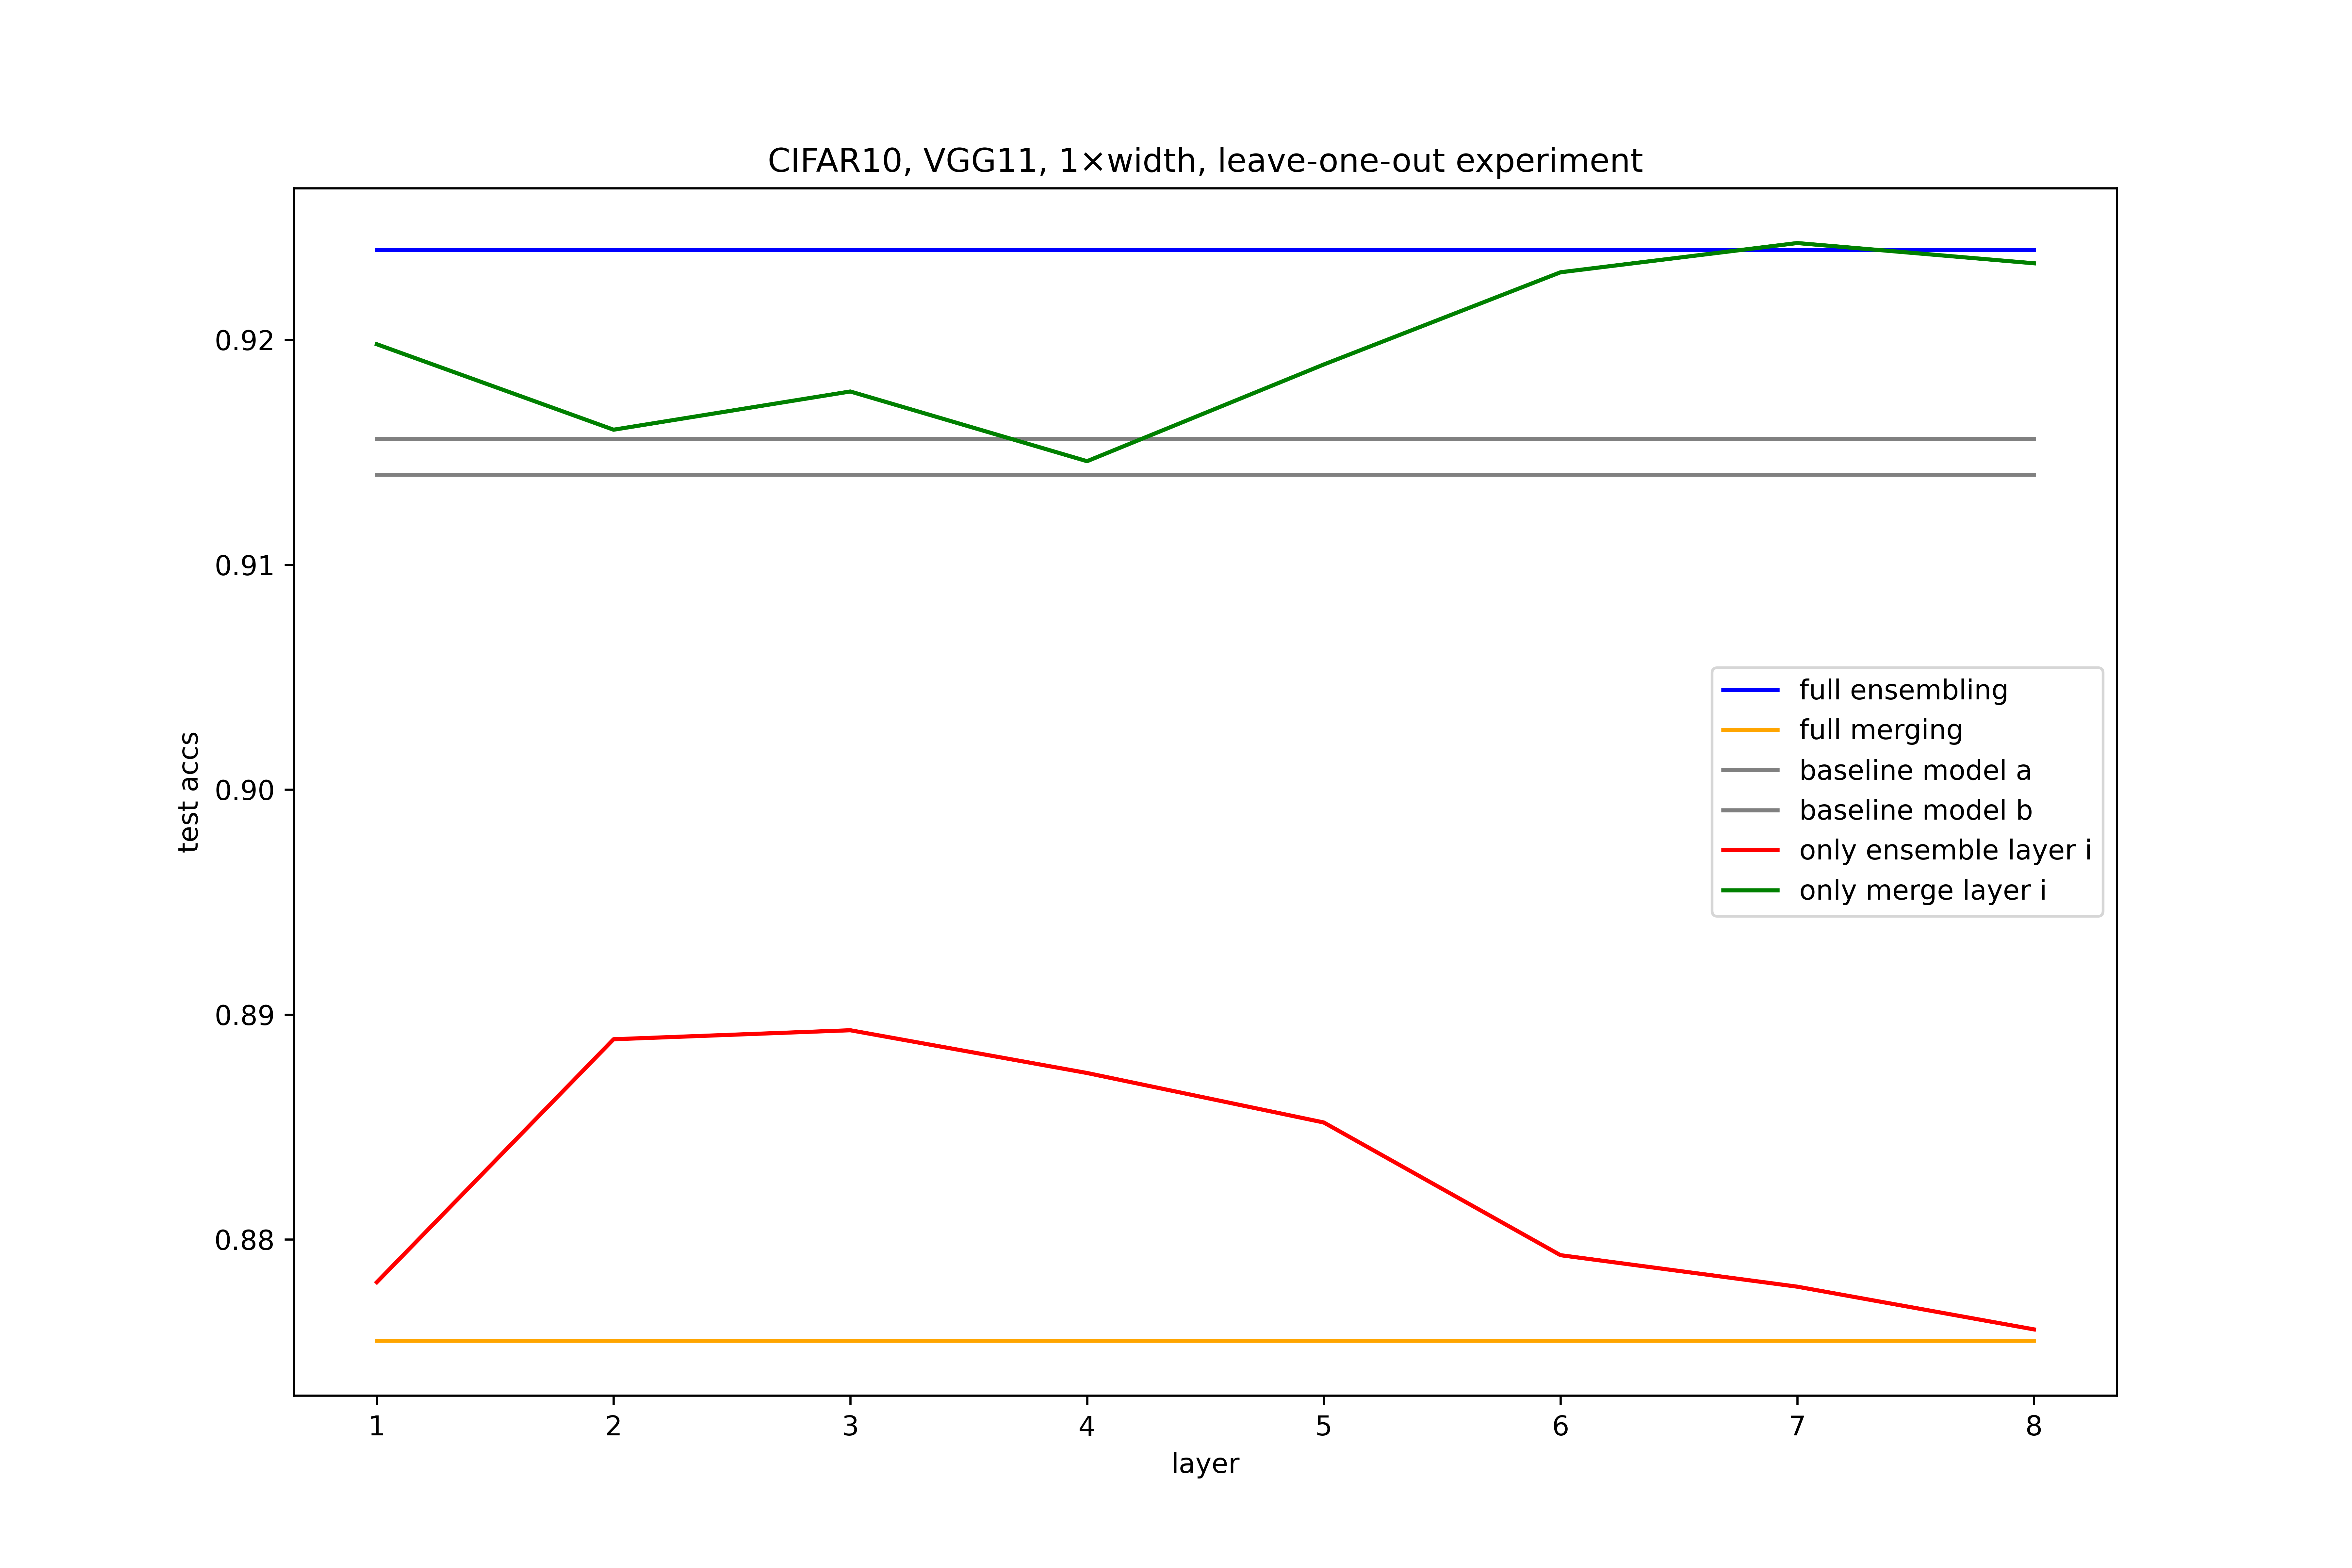 CIFAR10, VGG11, 1×width, leave-one-out experiment
0.92
0.91
0.90
0.89
0.88
test accs
full ensembling
full merging
baseline model a
baseline model b
only ensemble layer i
only merge layer i
1 2 3 4 5 6 7 8
layer